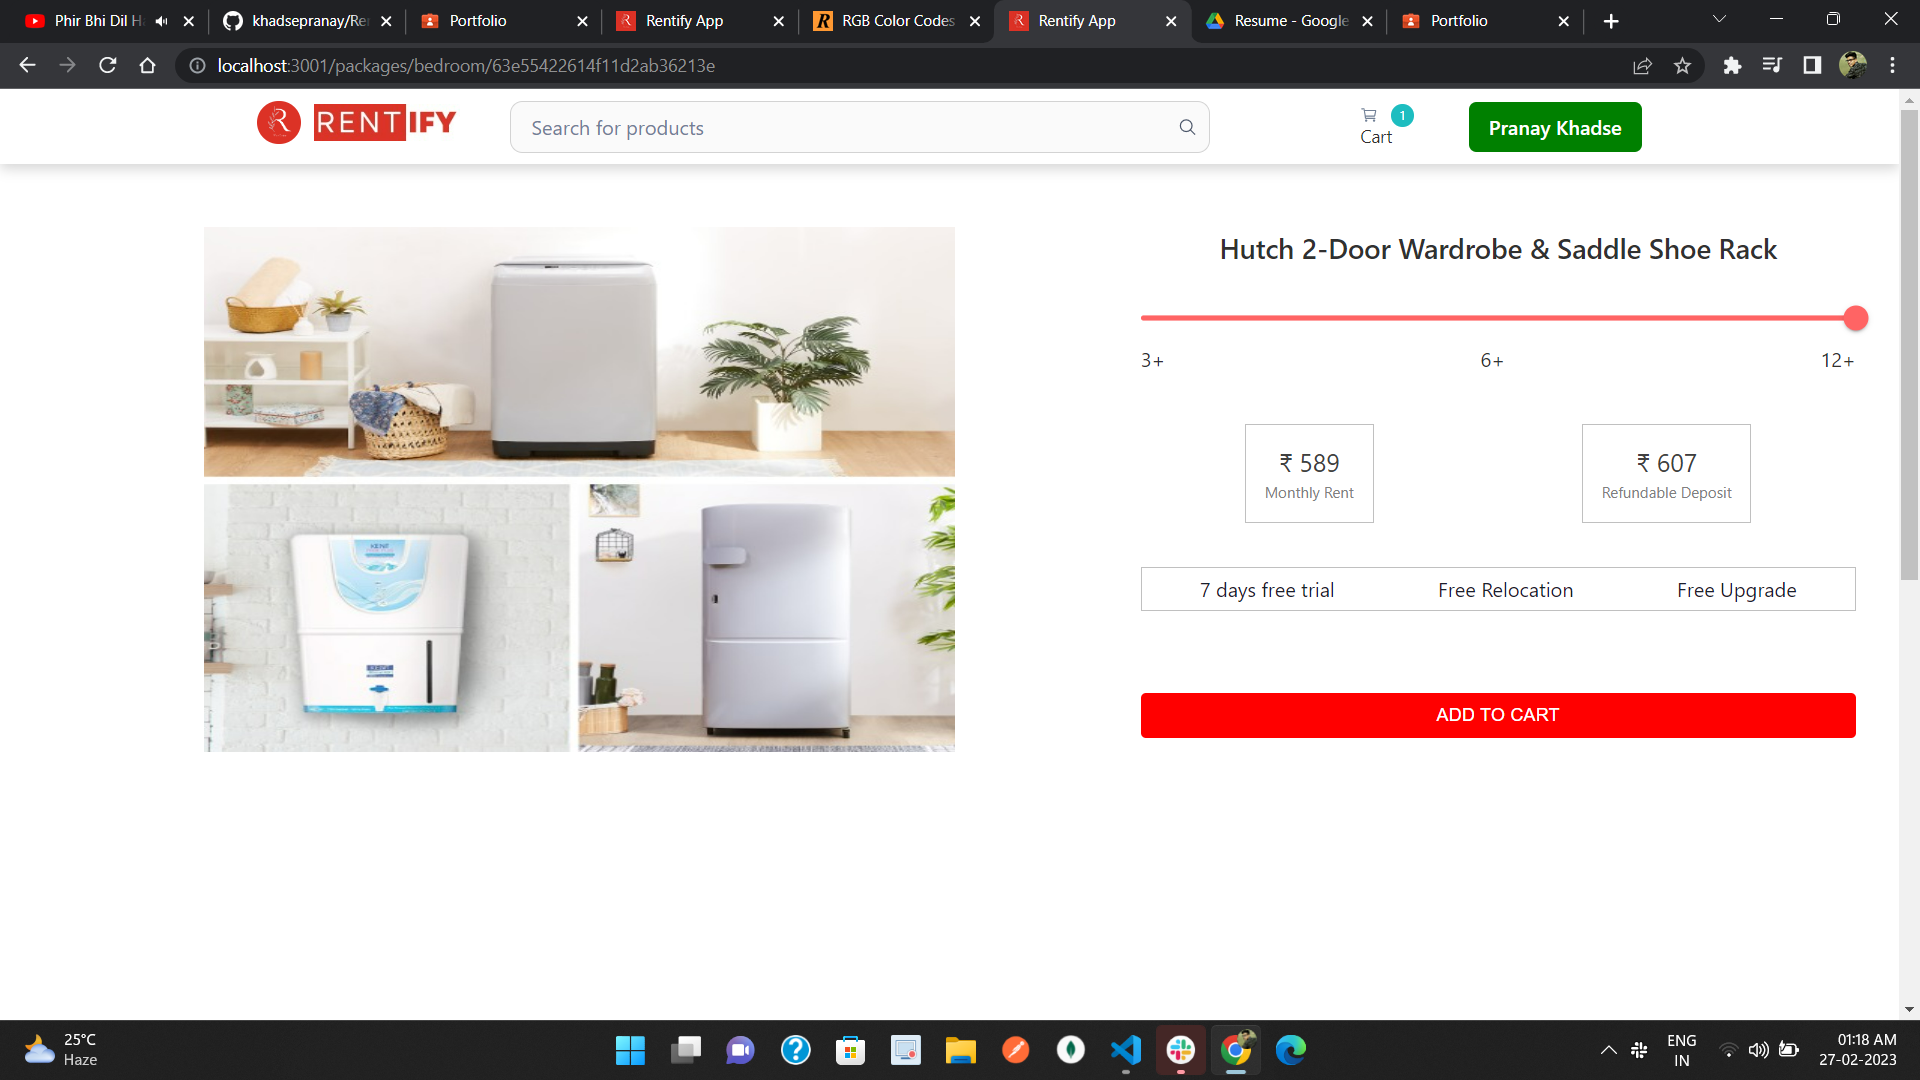 Phir Bhi Dil H
khadsepranay/Re
Portfolio
Rentify App
RGB Color Codes
Rentify App
Resume - Google
Portfolio
localhost:3001/packages/bedroom/63e55422614f11d2ab36213e
R RENTIFY
Search for products
1
Cart
Pranay Khadse
Hutch 2-Door Wardrobe & Saddle Shoe Rack
3+ 6+ 12+
₹ 589
Monthly Rent
₹ 607
Refundable Deposit
7 days free trial Free Relocation Free Upgrade
KENT
ADD TO CART
25°C
Haze
ENG
IN
01:18 AM
27-02-2023